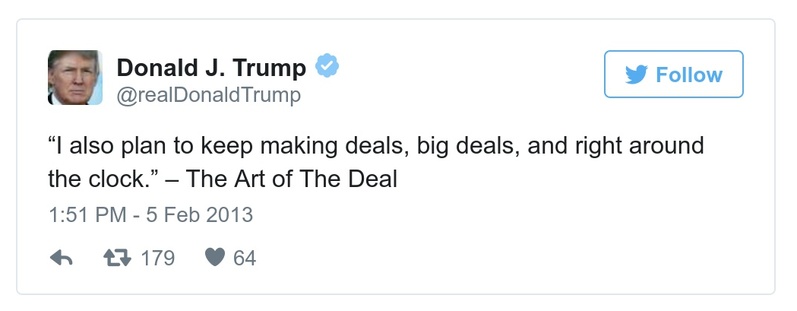 Donald J. Trump
@realDonaldTrump
Follow
“I also plan to keep making deals, big deals, and right around
the clock.” – The Art of The Deal
1:51 PM - 5 Feb 2013
179 64